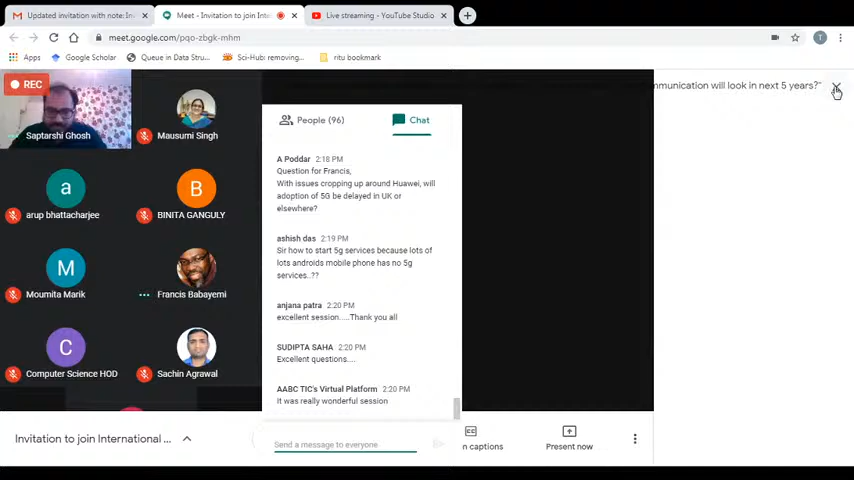 Updated invitation with note: In
Meet - Invitation to join Inte
Live streaming - YouTube Studio
meet.google.com/pqo-zbgk-mhm
T
Apps
Google Scholar
Queue in Data Stru...
Sci-Hub: removing...
ritu bookmark
REC
mmunication will look in next 5 years?"
Saptarshi Ghosh
Mausumi Singh
a
arup bhattacharjee
B
BINITA GANGULY
M
Moumita Marik
Francis Babayemi
C
Computer Science HOD
Sachin Agrawal
People (96)
Chat
A Poddar 2:18 PM
Question for Francis,
With issues cropping up around Huawei, will
adoption of 5G be delayed in UK or
elsewhere?
ashish das 2:19 PM
Sir how to start 5g services because lots of
lots androids mobile phone has no 5g
services..??
anjana patra 2:20 PM
excellent session.....Thank you all
SUDIPTA SAHA 2:20 PM
Excellent questions....
AABC TIC's Virtual Platform 2:20 PM
It was really wonderful session
Send a message to everyone
Invitation to join International ...
n captions
Present now